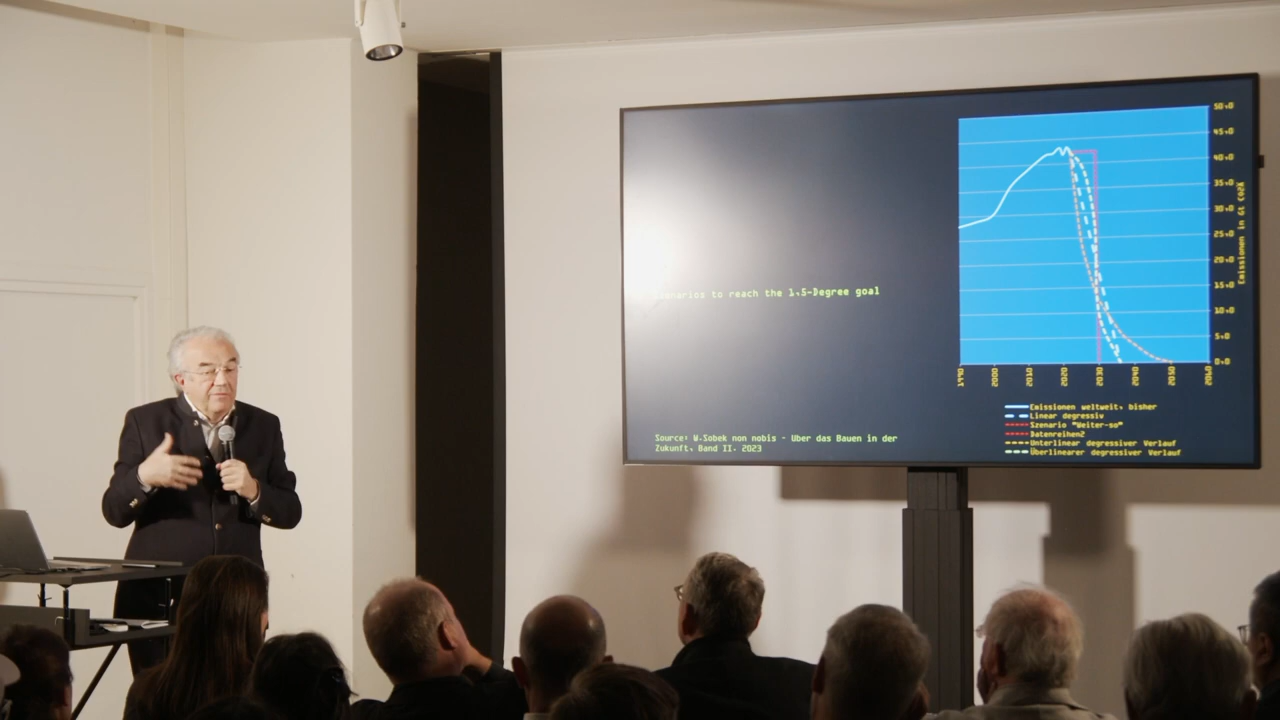 Scenarios to reach the 1.5-Degree goal
Source: W.Sobek non nobis - Uber das Bauen in der
Zukunft, Band II. 2023
50,0
45,0
40,0
35,0
30,0
25,0
20,0
15,0
10,0
5,0
0,0
Emissionen in Gt CO2Ä
1990
2000
2010
2020
2030
2040
2050
2060
Emissionen weltweit, bisher
Linear degressiv
Szenario "Weiter-so"
Datenreihen2
Unterlinear degressiver Verlauf
Überlinearer degressiver Verlauf